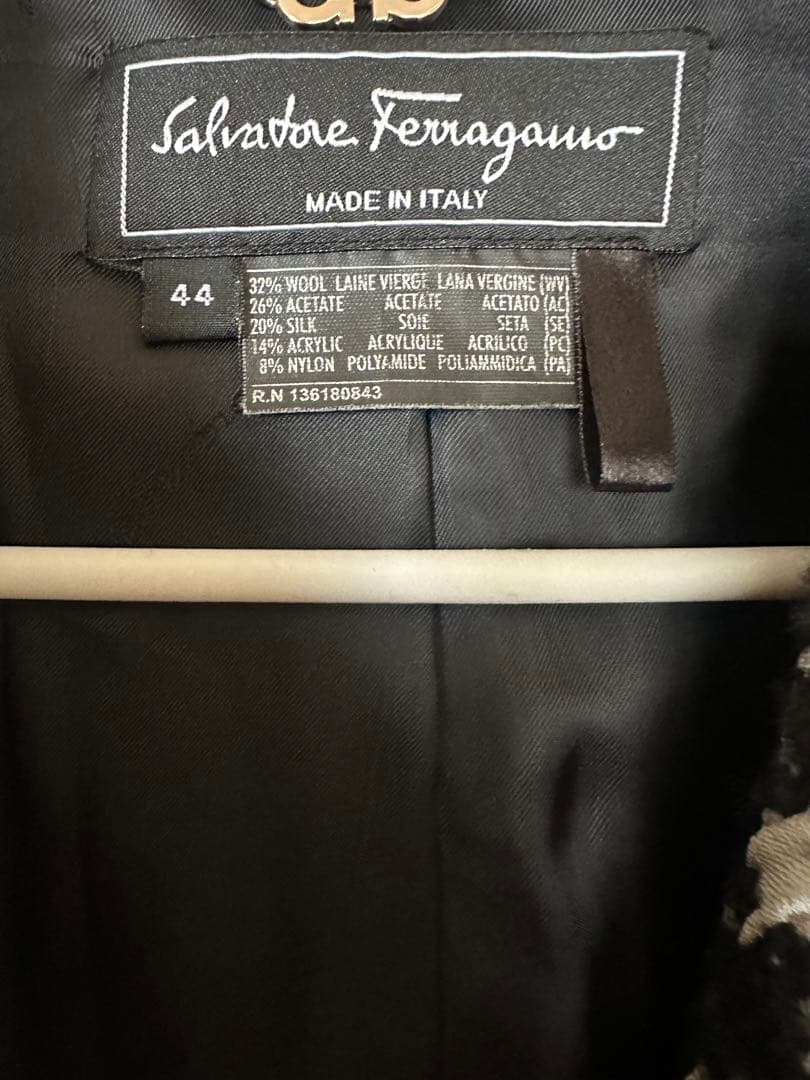 Salvatore Ferragamo
MADE IN ITALY
44
32% WOOL LAINE VIERGE LANA VERGINE (WV)
26% ACETATE ACETATE ACETATO (AC)
20% SILK SOIE SETA (SE)
14% ACRYLIC ACRYLIQUE ACRILICO (PC)
8% NYLON POLYAMIDE POLIAMMIDICA (PA)
R.N 136180843